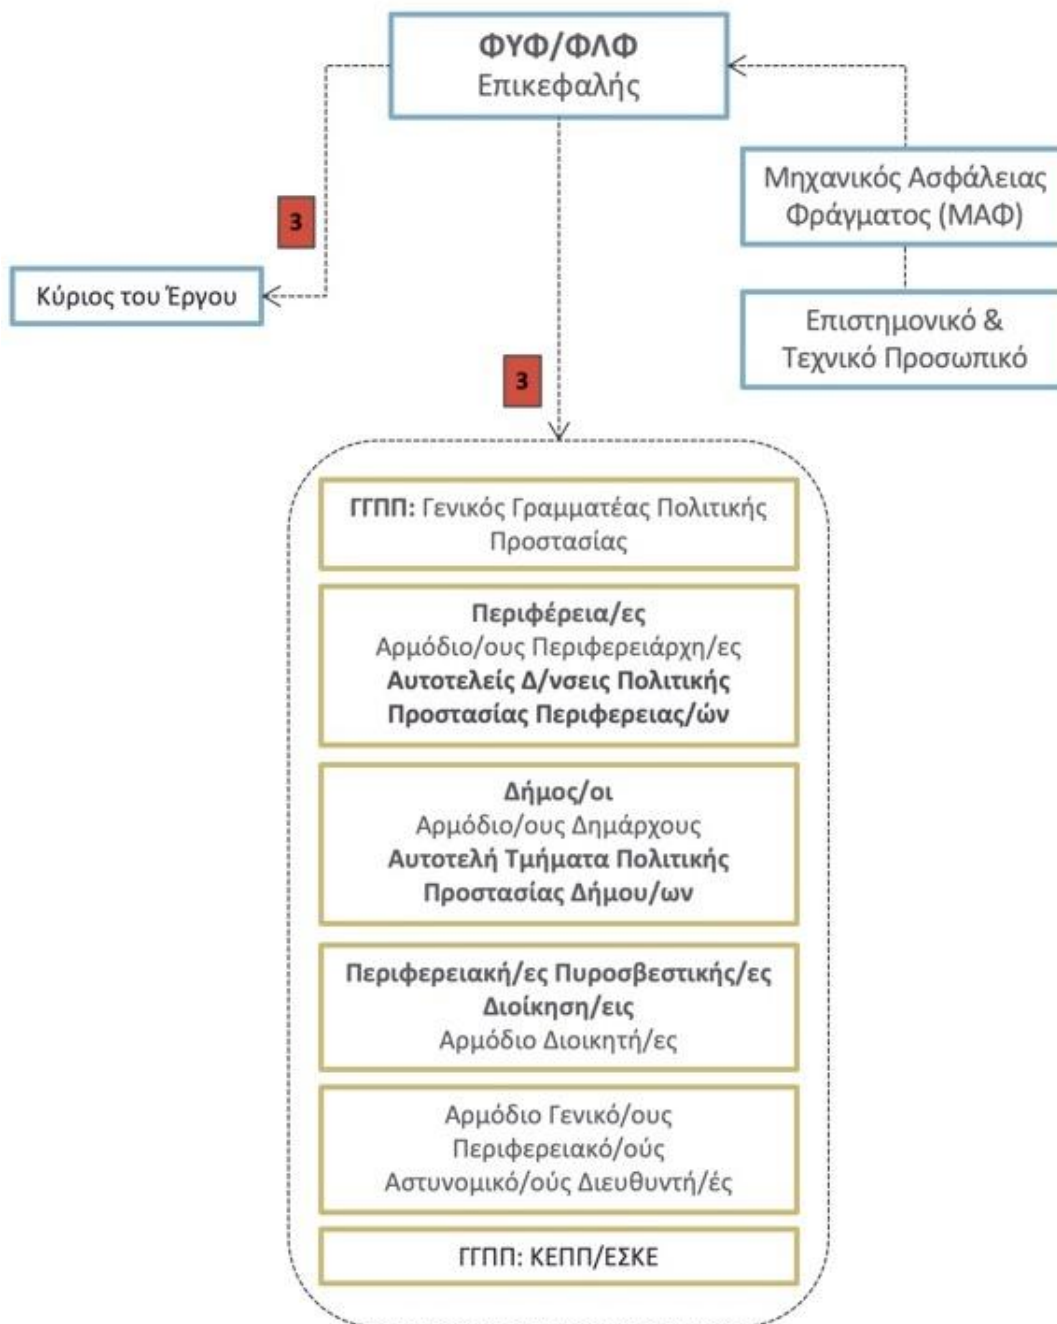 ΦΥΦ/ΦΛΦ
Επικεφαλής
Μηχανικός Ασφάλειας
Φράγματος (ΜΑΦ)
3
Κύριος του Έργου
Επιστημονικό &
Τεχνικό Προσωπικό
3
ΓΓΠΠ: Γενικός Γραμματέας Πολιτικής
Προστασίας
Περιφέρεια/ες
Αρμόδιο/ους Περιφερειάρχη/ες
Αυτοτελείς Δ/νσεις Πολιτικής
Προστασίας Περιφερειας/ών
Δήμος/οι
Αρμόδιο/ους Δημάρχους
Αυτοτελή Τμήματα Πολιτικής
Προστασίας Δήμου/ων
Περιφερειακή/ες Πυροσβεστικής/ες
Διοίκηση/εις
Αρμόδιο Διοικητή/ες
Αρμόδιο Γενικό/ους
Περιφερειακό/ούς
Αστυνομικό/ούς Διευθυντή/ές
ΓΓΠΠ: ΚΕΠΠ/ΕΣΚΕ